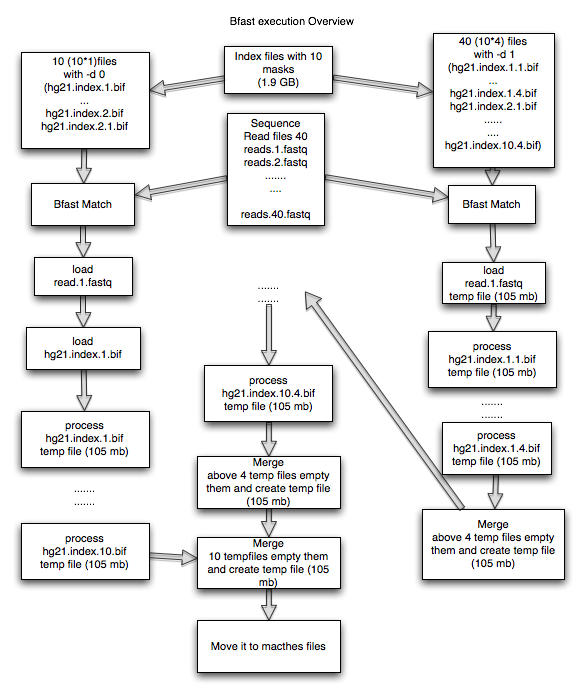 Bfast execution Overview
10 (10*1)files
with -d 0
(hg21.index.1.bif
...
hg21.index.2.bif
hg21.index.2.1.bif
Index files with 10
masks
(1.9 GB)
40 (10*4) files
with -d 1
(hg21.index.1.1.bif
...
hg21.index.1.4.bif
hg21.index.2.1.bif
......
....
hg21.index.10.4.bif)
Sequence
Read files 40
reads.1.fastq
reads.2.fastq
.......
....
reads.40.fastq
Bfast Match
load
read.1.fastq
load
hg21.index.1.bif
process
hg21.index.1.bif
temp file (105 mb)
.......
.......
process
hg21.index.10.bif
temp file (105 mb)
Bfast Match
load
read.1.fastq
temp file (105 mb)
process
hg21.index.1.1.bif
temp file (105 mb)
.......
.......
process
hg21.index.1.4.bif
temp file (105 mb)
Merge
above 4 temp files empty
them and create temp file
(105 mb)
.......
.......
process
hg21.index.10.4.bif
temp file (105 mb)
Merge
above 4 temp files empty
them and create temp file
(105 mb)
Merge
10 tempfiles empty them
and create temp file (105
mb)
Move it to macthes files